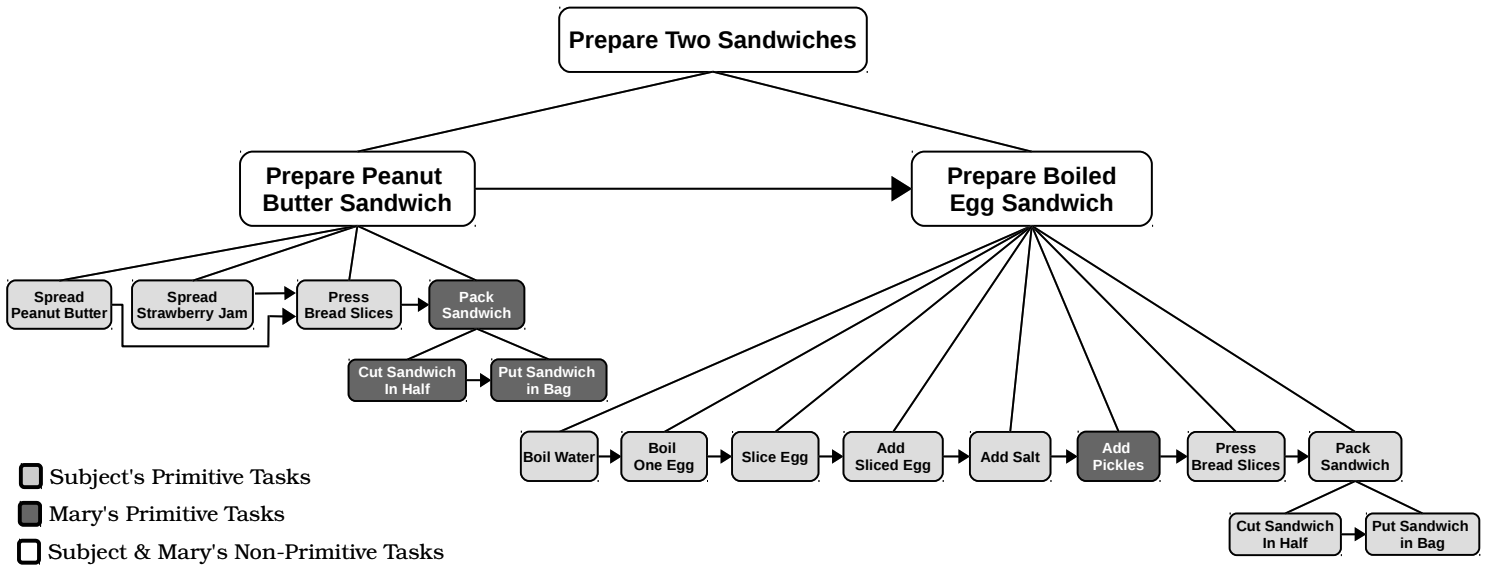 Prepare Two Sandwiches
Prepare Peanut
Butter Sandwich
Prepare Boiled
Egg Sandwich
Spread
Peanut Butter
Spread
Strawberry Jam
Press
Bread Slices
Pack
Sandwich
Cut Sandwich
In Half
Put Sandwich
in Bag
Boil Water
Boil
One Egg
Slice Egg
Add
Sliced Egg
Add Salt
Add
Pickles
Press
Bread Slices
Pack
Sandwich
Cut Sandwich
In Half
Put Sandwich
in Bag
Subject's Primitive Tasks
Mary's Primitive Tasks
Subject & Mary's Non-Primitive Tasks